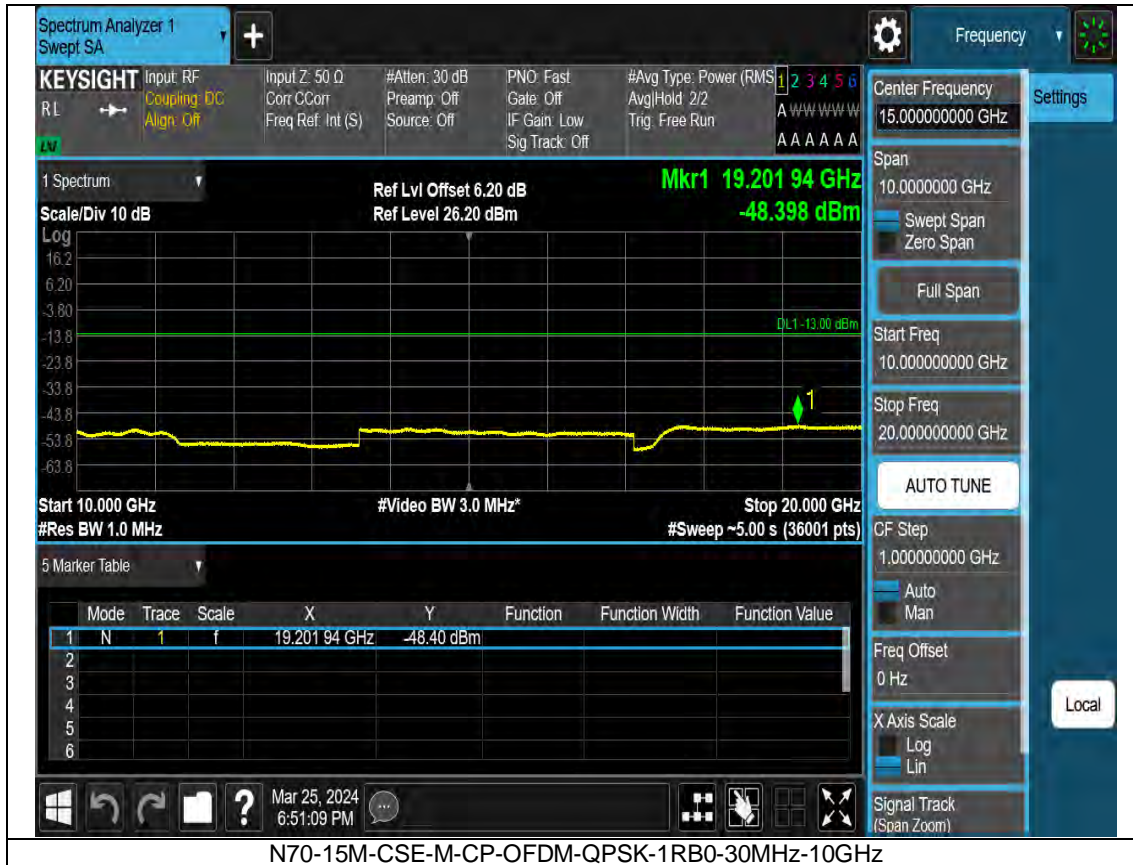 Spectrum Analyzer 1
Swept SA
+
Frequency
KEYSIGHT
RL
LXI
Input: RF
Coupling: DC
Align: Off
Input Z: 50 Ω
Corr CCorr
Freq Ref: Int (S)
#Atten: 30 dB
Preamp: Off
Source: Off
PNO: Fast
Gate: Off
IF Gain: Low
Sig Track: Off
#Avg Type: Power (RMS
Avg|Hold: 2/2
Trig: Free Run
1 2 3 4 5 6
A W W W W W
A A A A A A
1 Spectrum
Ref Lvl Offset 6.20 dB
Mkr1 19.201 94 GHz
Scale/Div 10 dB
Ref Level 26.20 dBm
-48.398 dBm
Log
16.2
6.20
-3.80
DL1 -13.00 dBm
-13.8
-23.8
-33.8
1
-43.8
-53.8
-63.8
Start 10.000 GHz
#Video BW 3.0 MHz*
Stop 20.000 GHz
#Res BW 1.0 MHz
#Sweep ~5.00 s (36001 pts)
5 Marker Table
Mode Trace Scale X Y Function Function Width Function Value
1 N 1 f 19.201 94 GHz -48.40 dBm
2
3
4
5
6
Center Frequency
15.000000000 GHz
Settings
Span
10.0000000 GHz
Swept Span
Zero Span
Full Span
Start Freq
10.000000000 GHz
Stop Freq
20.000000000 GHz
AUTO TUNE
CF Step
1.000000000 GHz
Auto
Man
Freq Offset
0 Hz
X Axis Scale
Log
Lin
Local
Signal Track
(Span Zoom)
?
Mar 25, 2024
6:51:09 PM
N70-15M-CSE-M-CP-OFDM-QPSK-1RB0-30MHz-10GHz